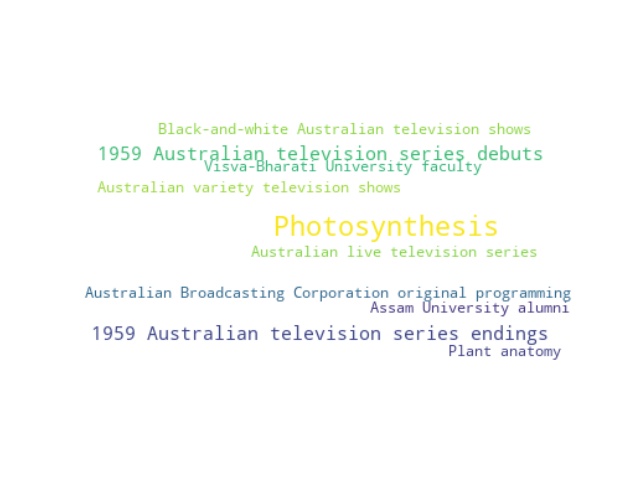 Black-and-white Australian television shows
1959 Australian television series debuts
Visva-Bharati University faculty
Australian variety television shows
Photosynthesis
Australian live television series
Australian Broadcasting Corporation original programming
Assam University alumni
1959 Australian television series endings
Plant anatomy